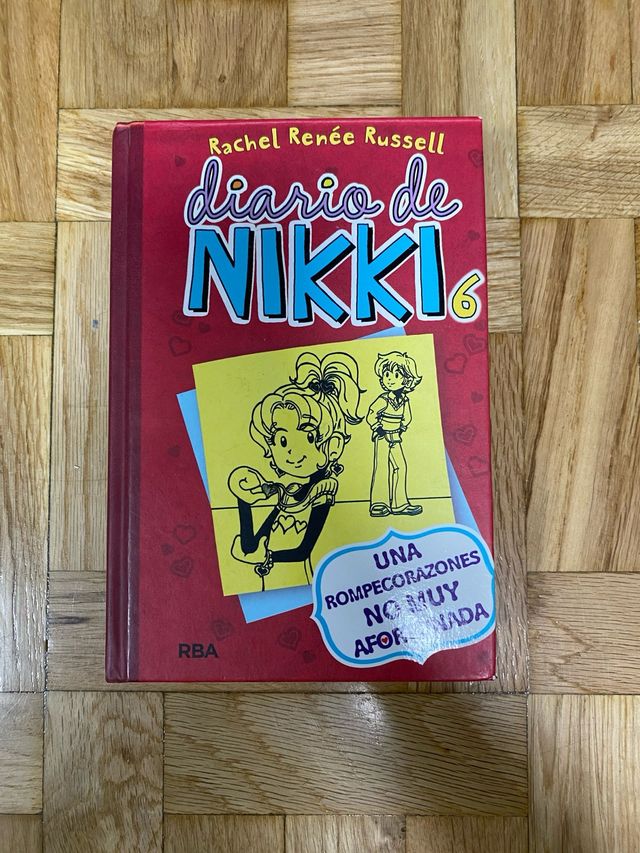 Rachel Renée Russell
diario de
NIKKI 6
UNA
ROMPECORAZONES
NO MUY
RBA